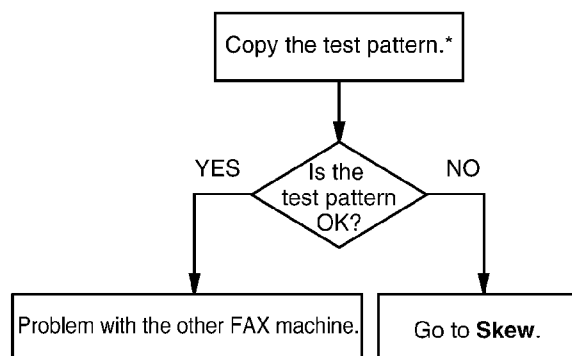 Copy the test pattern.*
YES
Is the
NO
test pattern
OK?
Problem with the other FAX machine.
Go to Skew.